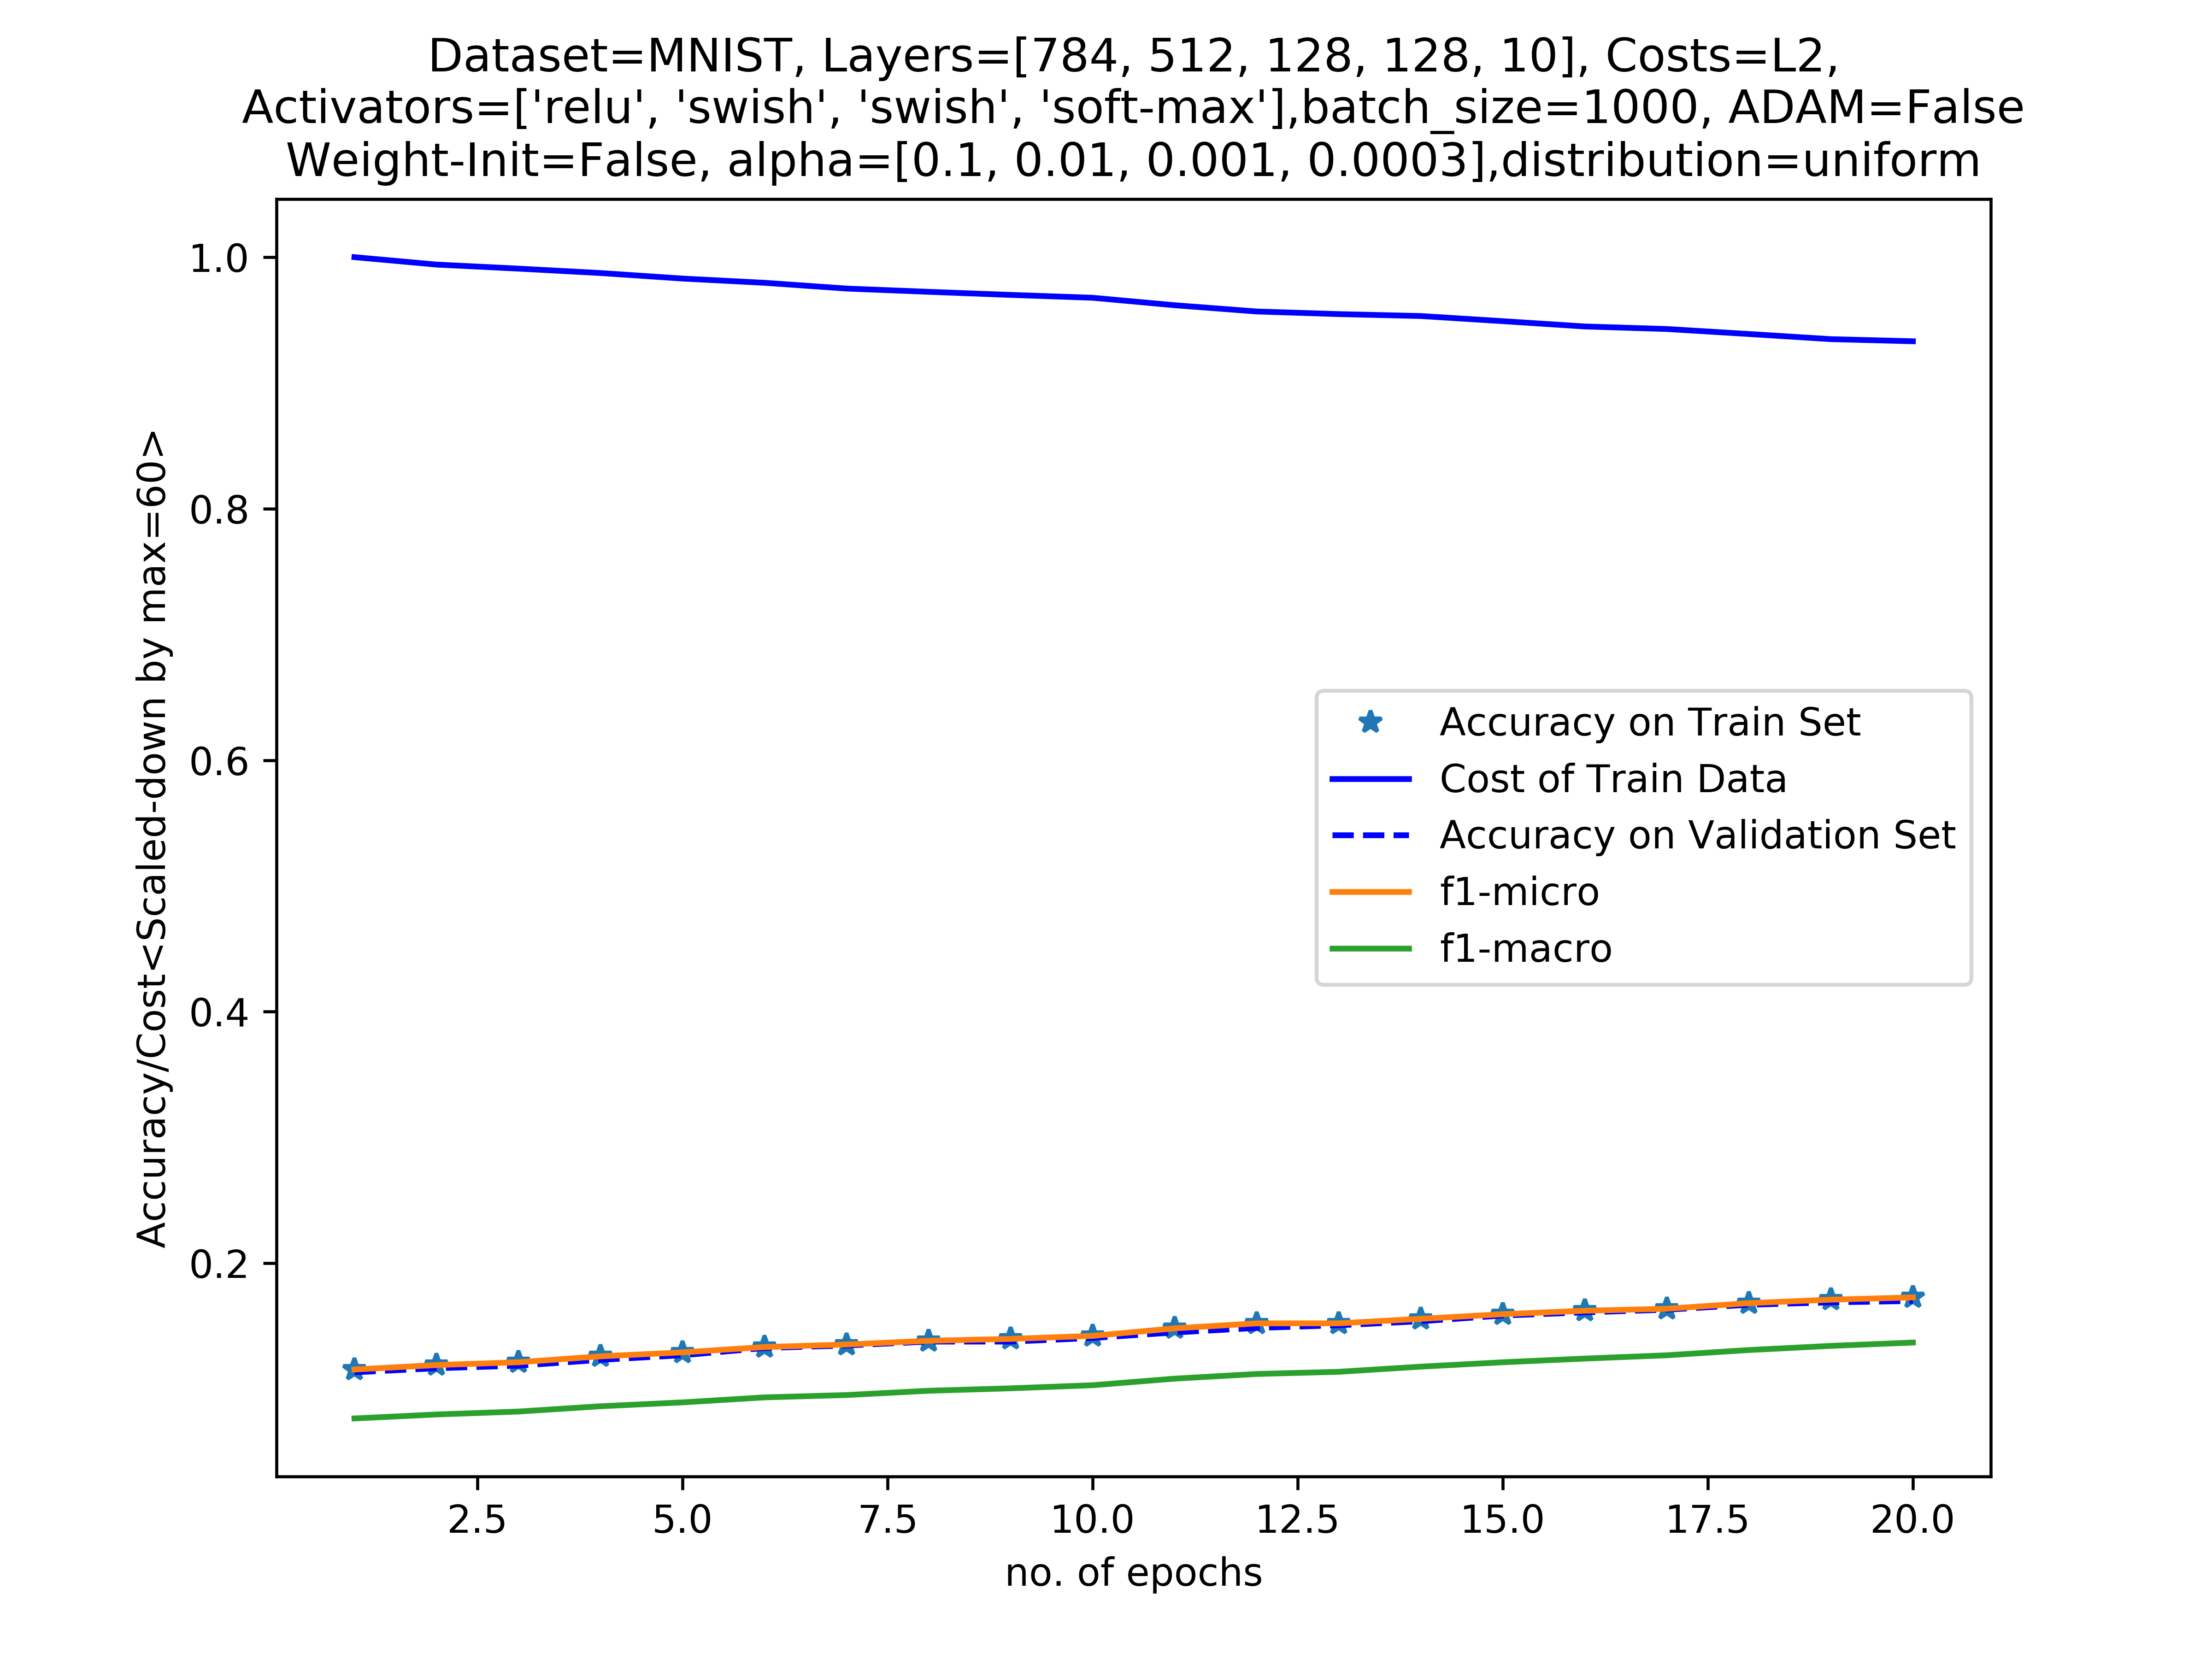 Dataset=MNIST, Layers=[784, 512, 128, 128, 10], Costs=L2,
Activators=['relu', 'swish', 'swish', 'soft-max'],batch_size=1000, ADAM=False
Weight-Init=False, alpha=[0.1, 0.01, 0.001, 0.0003],distribution=uniform
Accuracy/Cost<Scaled-down by max=60>
1.0
0.8
0.6
0.4
0.2
Accuracy on Train Set
Cost of Train Data
Accuracy on Validation Set
f1-micro
f1-macro
2.5 5.0 7.5 10.0 12.5 15.0 17.5 20.0
no. of epochs